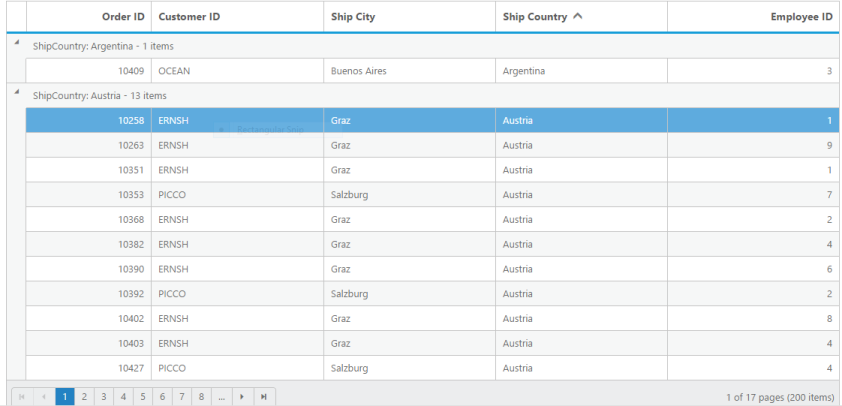 Order ID Customer ID Ship City Ship Country Employee ID
ShipCountry: Argentina - 1 items
10409 OCEAN Buenos Aires Argentina 3
ShipCountry: Austria - 13 items
10258 ERNSH Graz Austria 1
Rectangular Snip
10263 ERNSH Graz Austria 9
10351 ERNSH Graz Austria 1
10353 PICCO Salzburg Austria 7
10368 ERNSH Graz Austria 2
10382 ERNSH Graz Austria 4
10390 ERNSH Graz Austria 6
10392 PICCO Salzburg Austria 2
10402 ERNSH Graz Austria 8
10403 ERNSH Graz Austria 4
10427 PICCO Salzburg Austria 4
1 2 3 4 5 6 7 8 ... 1 of 17 pages (200 items)